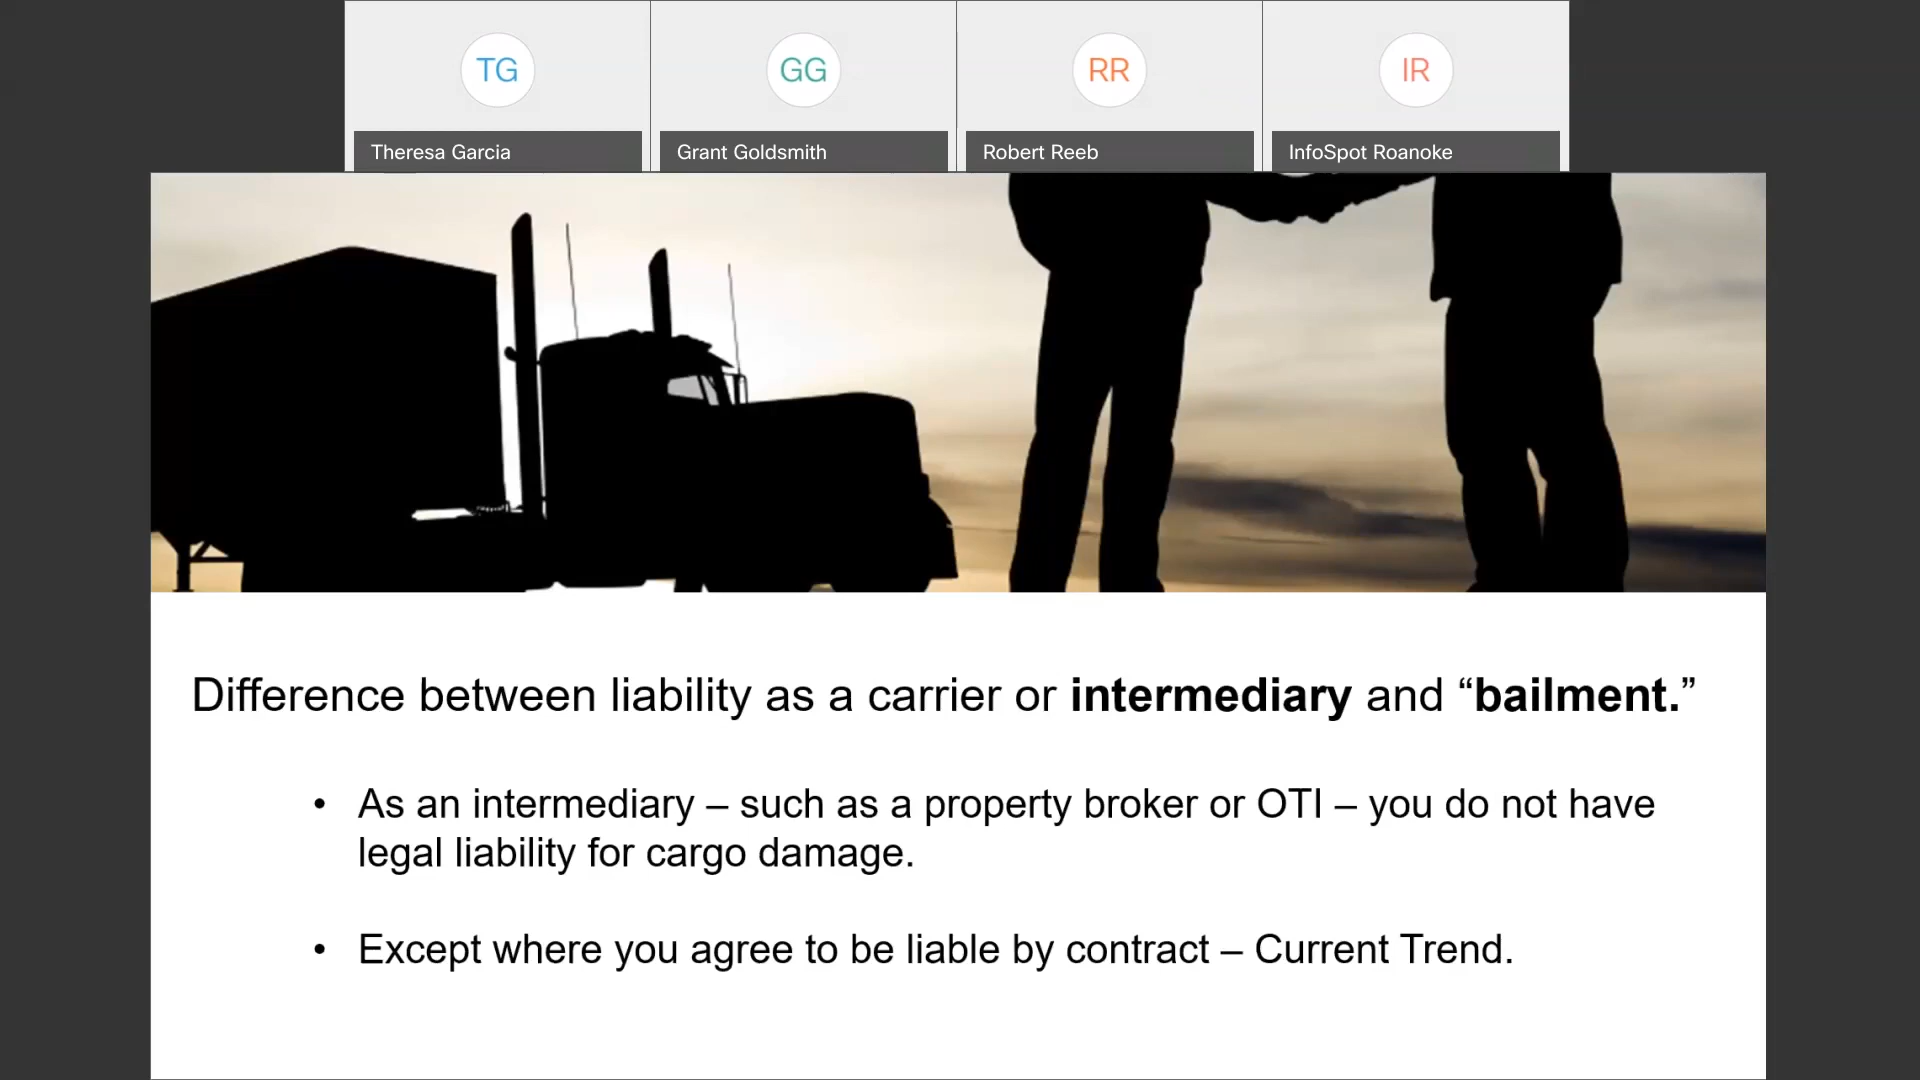 TG
GG
RR
IR
Theresa Garcia
Grant Goldsmith
Robert Reeb
InfoSpot Roanoke
Difference between liability as a carrier or intermediary and “bailment.”
• As an intermediary – such as a property broker or OTI – you do not have
legal liability for cargo damage.
• Except where you agree to be liable by contract – Current Trend.